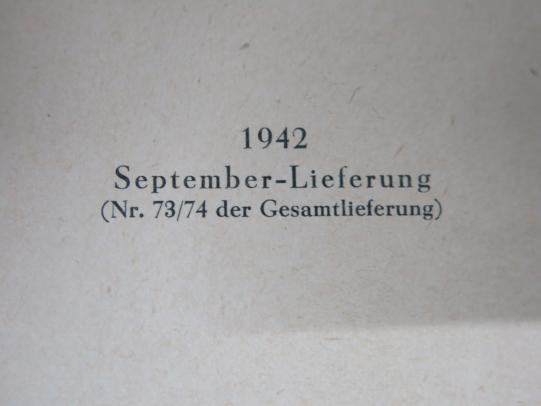 1942
September-Lieferung
(Nr. 73/74 der Gesamtlieferung)